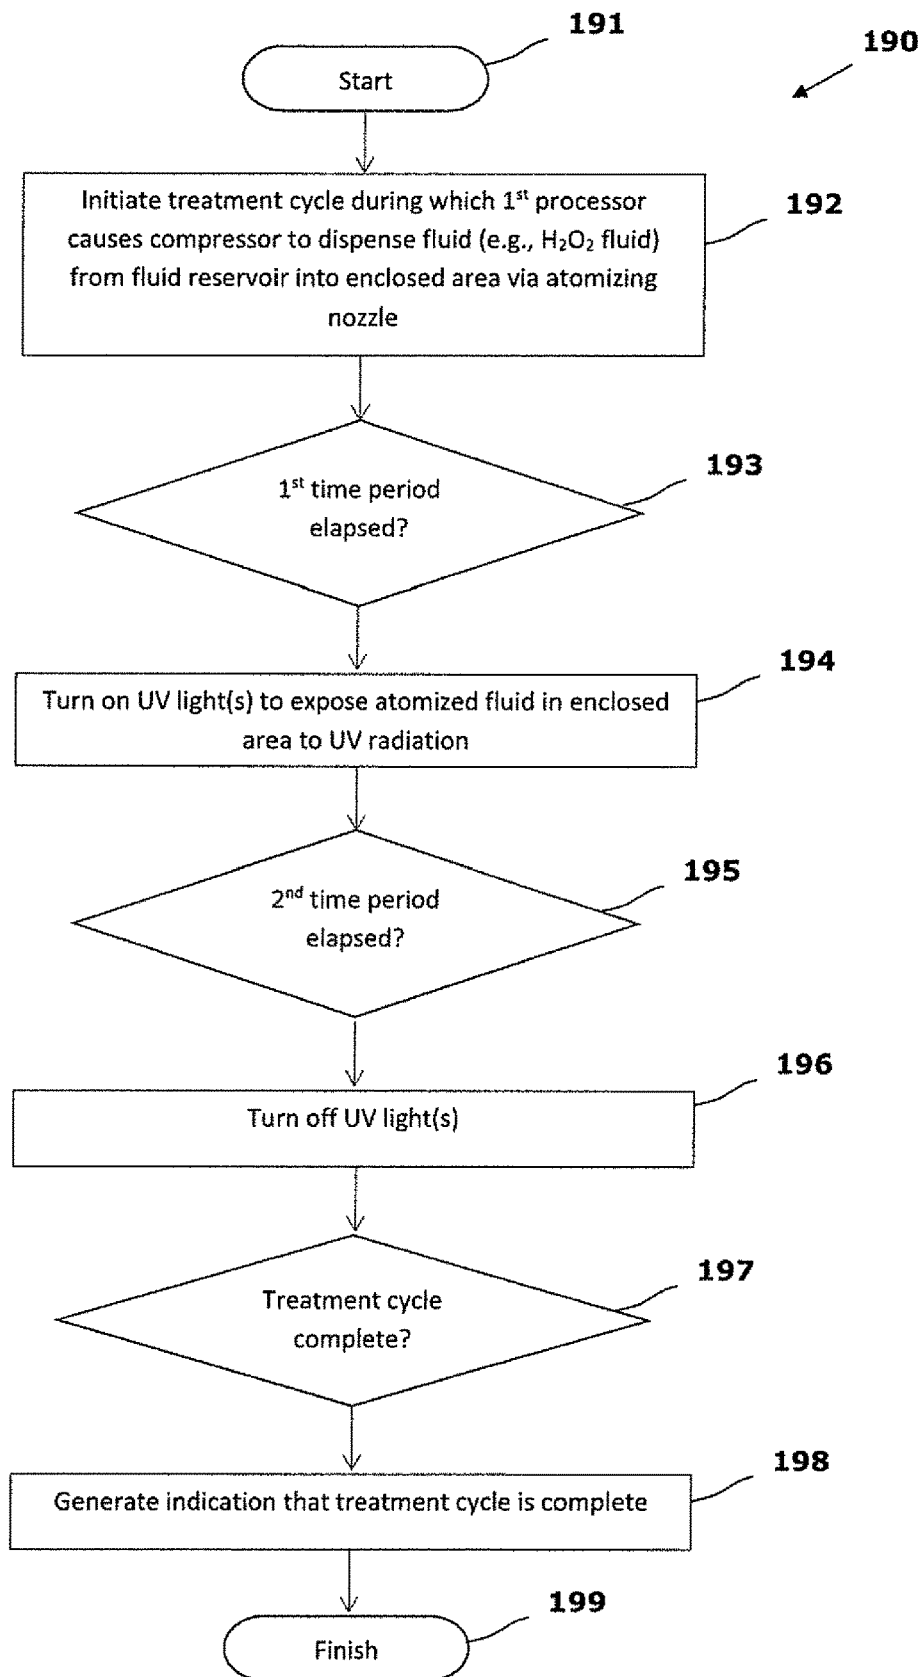 191
190
Start
Initiate treatment cycle during which 1st processor
causes compressor to dispense fluid (e.g., H₂O₂ fluid)
from fluid reservoir into enclosed area via atomizing
nozzle
192
1st time period
elapsed?
193
194
Turn on UV light(s) to expose atomized fluid in enclosed
area to UV radiation
195
2nd time period
elapsed?
196
Turn off UV light(s)
197
Treatment cycle
complete?
198
Generate indication that treatment cycle is complete
199
Finish